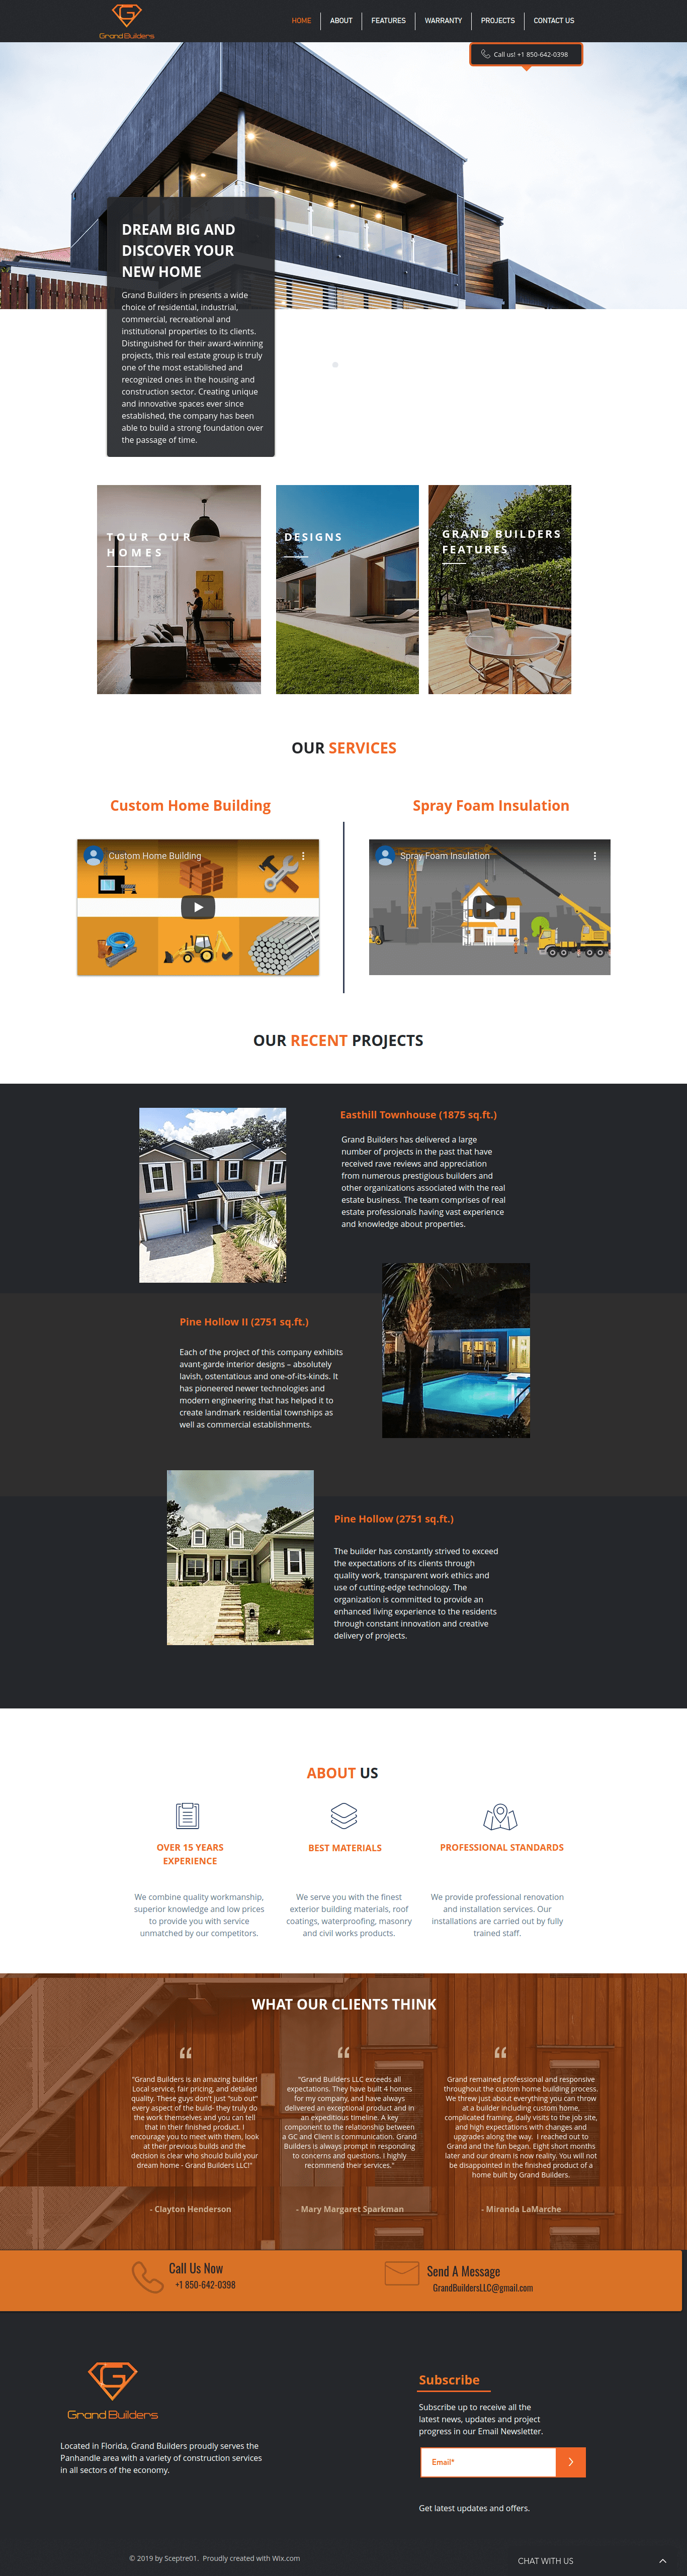 Grand Builders
HOME
ABOUT
FEATURES
WARRANTY
PROJECTS
CONTACT US
Call us! +1 850-642-0398
DREAM BIG AND
DISCOVER YOUR
NEW HOME
Grand Builders in presents a wide
choice of residential, industrial,
commercial, recreational and
institutional properties to its clients.
Distinguished for their award-winning
projects, this real estate group is truly
one of the most established and
recognized ones in the housing and
construction sector. Creating unique
and innovative spaces ever since
established, the company has been
able to build a strong foundation over
the passage of time.
TOUR OUR
HOMES
DESIGNS
GRAND BUILDERS
FEATURES
OUR SERVICES
Custom Home Building
Spray Foam Insulation
Custom Home Building
Spray Foam Insulation
OUR RECENT PROJECTS
Easthill Townhouse (1875 sq.ft.)
Grand Builders has delivered a large
number of projects in the past that have
received rave reviews and appreciation
from numerous prestigious builders and
other organizations associated with the real
estate business. The team comprises of real
estate professionals having vast experience
and knowledge about properties.
Pine Hollow II (2751 sq.ft.)
Each of the project of this company exhibits
avant-garde interior designs – absolutely
lavish, ostentatious and one-of-its-kinds. It
has pioneered newer technologies and
modern engineering that has helped it to
create landmark residential townships as
well as commercial establishments.
Pine Hollow (2751 sq.ft.)
The builder has constantly strived to exceed
the expectations of its clients through
quality work, transparent work ethics and
use of cutting-edge technology. The
organization is committed to provide an
enhanced living experience to the residents
through constant innovation and creative
delivery of projects.
ABOUT US
OVER 15 YEARS
EXPERIENCE
We combine quality workmanship,
superior knowledge and low prices
to provide you with service
unmatched by our competitors.
BEST MATERIALS
We serve you with the finest
exterior building materials, roof
coatings, waterproofing, masonry
and civil works products.
PROFESSIONAL STANDARDS
We provide professional renovation
and installation services. Our
installations are carried out by fully
trained staff.
WHAT OUR CLIENTS THINK
"Grand Builders is an amazing builder!
Local service, fair pricing, and detailed
quality. These guys don't just "sub out"
every aspect of the build- they truly do
the work themselves and you can tell
that in their finished product. I
encourage you to meet with them, look
at their previous builds and the
decision is clear who should build your
dream home - Grand Builders LLC!"
- Clayton Henderson
"Grand Builders LLC exceeds all
expectations. They have built 4 homes
for my company, and have always
delivered an exceptional product and in
an expeditious timeline. A key
component to the relationship between
a GC and Client is communication. Grand
Builders is always prompt in responding
to concerns and questions. I highly
recommend their services."
- Mary Margraet Sparkman
Grand remained professional and responsive
throughout the custom home building process.
We threw just about everything you can throw
at a builder including custom home,
complicated framing, daily visits to the job site,
and high expectations with changes and
upgrades along the way. I reached out to
Grand and the fun began. Eight short months
later and our dream is now reality. You will not
be disappointed in the finished product of a
home built by Grand Builders.
- Miranda LaMarche
Call Us Now
+1 850-642-0398
Send A Message
GrandBuildersLLC@gmail.com
Grand Builders
Located in Florida, Grand Builders proudly serves the
Panhandle area with a variety of construction services
in all sectors of the economy.
Subscribe
Subscribe up to receive all the
latest news, updates and project
progress in our Email Newsletter.
Email*
>
Get latest updates and offers.
© 2019 by Sceptre01. Proudly created with Wix.com
CHAT WITH US